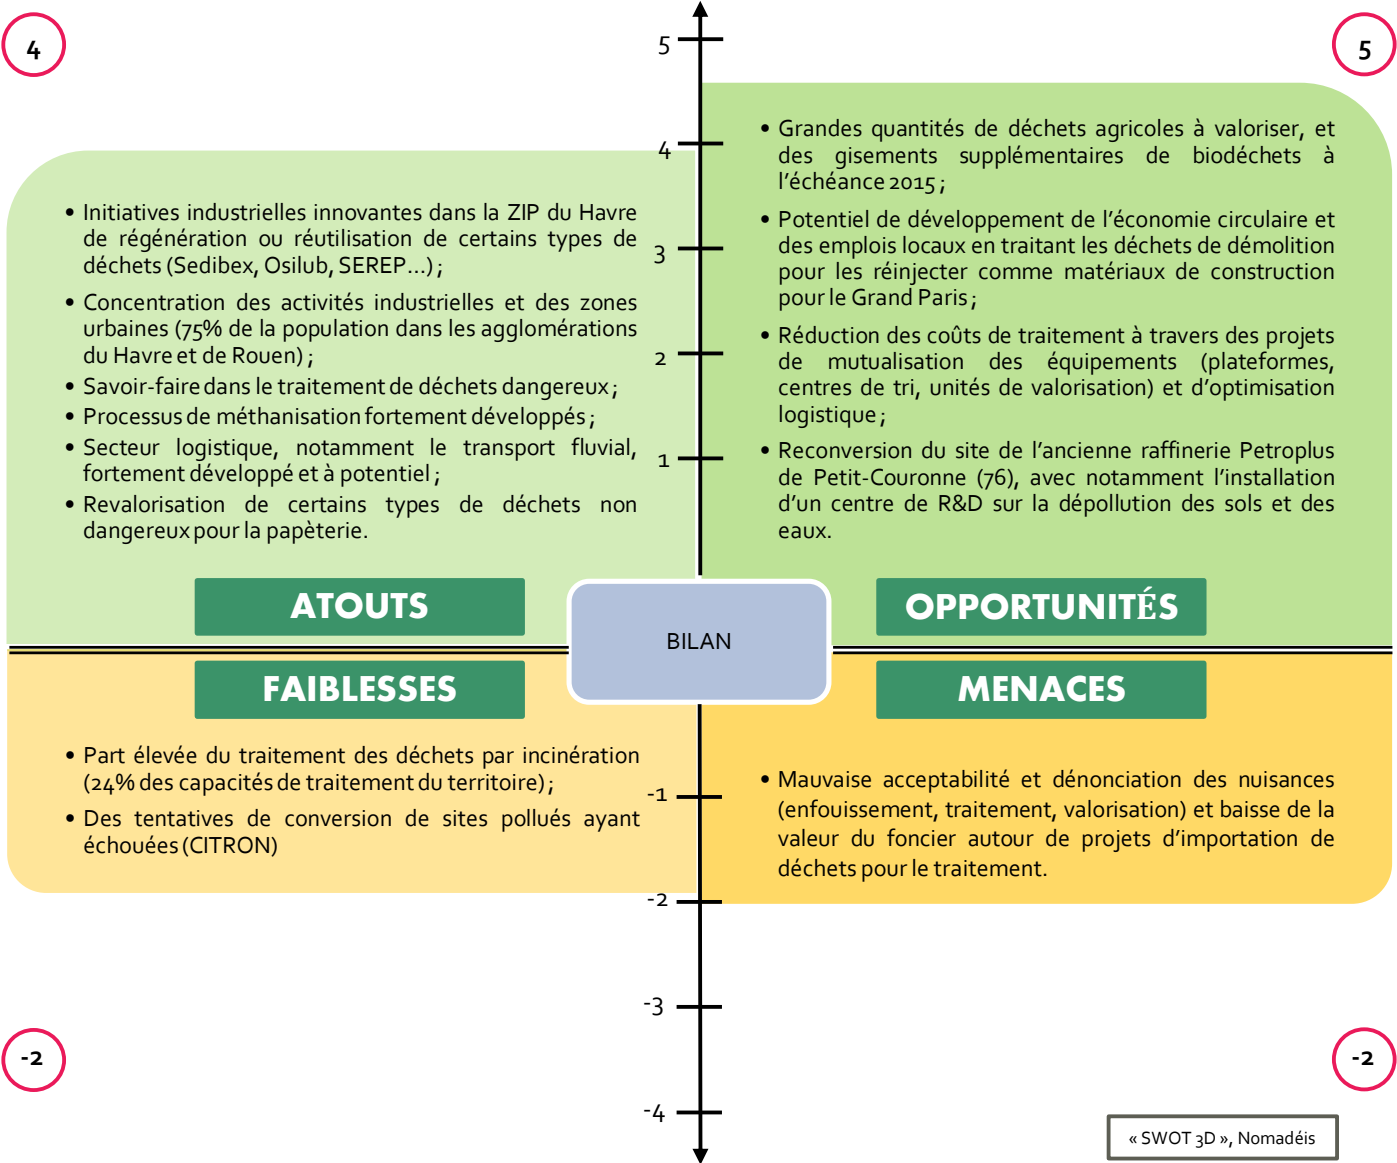 4
5
• Initiatives industrielles innovantes dans la ZIP du Havre
de régénération ou réutilisation de certains types de
déchets (Sedibex, Osilub, SEREP...) ;
• Concentration des activités industrielles et des zones
urbaines (75% de la population dans les agglomérations
du Havre et de Rouen) ;
• Savoir-faire dans le traitement de déchets dangereux ;
• Processus de méthanisation fortement développés ;
• Secteur logistique, notamment le transport fluvial,
fortement développé et à potentiel ;
• Revalorisation de certains types de déchets non
dangereux pour la papèterie.
ATOUTS
5
4
3
2
1
• Grandes quantités de déchets agricoles à valoriser, et
des gisements supplémentaires de biodéchets à
l'échéance 2015 ;
• Potentiel de développement de l'économie circulaire et
des emplois locaux en traitant les déchets de démolition
pour les réinjecter comme matériaux de construction
pour le Grand Paris ;
• Réduction des coûts de traitement à travers des projets
de mutualisation des équipements (plateformes,
centres de tri, unités de valorisation) et d'optimisation
logistique ;
• Reconversion du site de l'ancienne raffinerie Petroplus
de Petit-Couronne (76), avec notamment l'installation
d'un centre de R&D sur la dépollution des sols et des
eaux.
OPPORTUNITÉS
BILAN
FAIBLESSES
• Part élevée du traitement des déchets par incinération
(24% des capacités de traitement du territoire) ;
• Des tentatives de conversion de sites pollués ayant
échouées (CITRON)
MENACES
• Mauvaise acceptabilité et dénonciation des nuisances
(enfouissement, traitement, valorisation) et baisse de la
valeur du foncier autour de projets d'importation de
déchets pour le traitement.
-1
-2
-3
-4
-2
-2
« SWOT 3D », Nomadéis